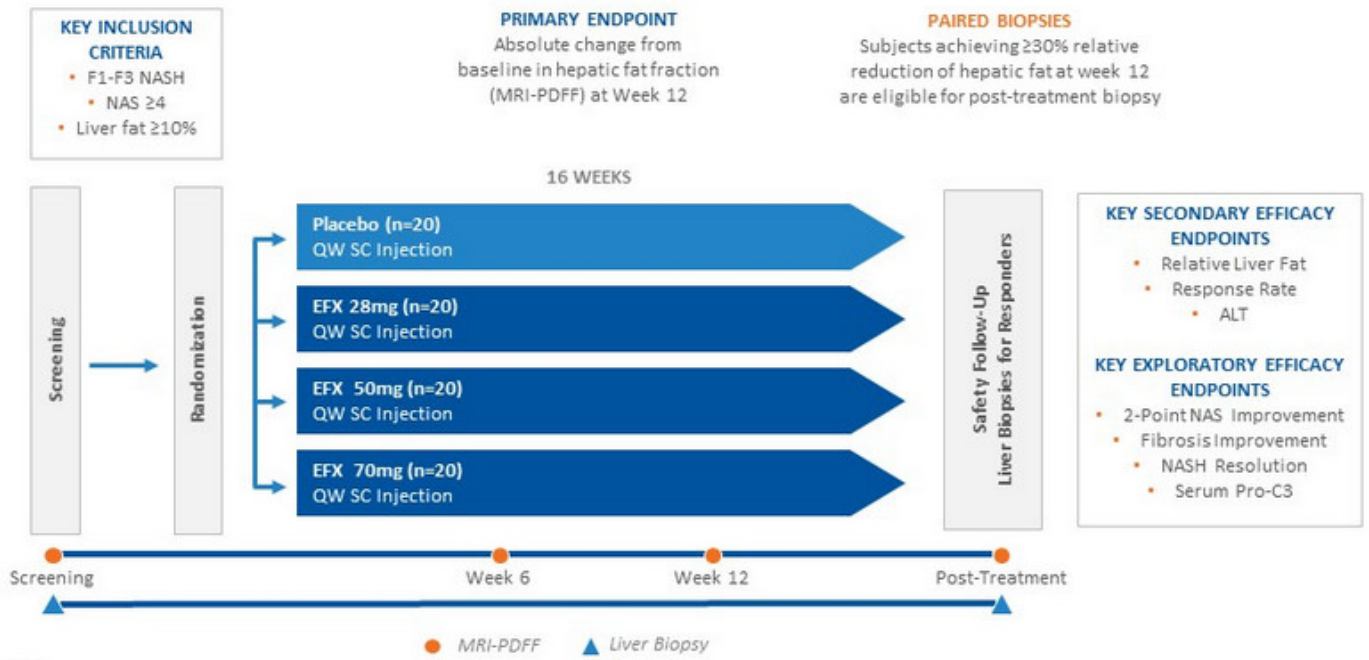 KEY INCLUSION
CRITERIA
• F1-F3 NASH
• NAS ≥4
• Liver fat ≥10%
PRIMARY ENDPOINT
Absolute change from
baseline in hepatic fat fraction
(MRI-PDFF) at Week 12
PAIRED BIOPSIES
Subjects achieving ≥30% relative
reduction of hepatic fat at week 12
are eligible for post-treatment biopsy
16 WEEKS
Screening
Randomization
Placebo (n=20)
QW SC Injection
EFX 28mg (n=20)
QW SC Injection
EFX 50mg (n=20)
QW SC Injection
EFX 70mg (n=20)
QW SC Injection
Safety Follow-Up
Liver Biopsies for Responders
KEY SECONDARY EFFICACY
ENDPOINTS
• Relative Liver Fat
• Response Rate
• ALT
KEY EXPLORATORY EFFICACY
ENDPOINTS
• 2-Point NAS Improvement
• Fibrosis Improvement
• NASH Resolution
• Serum Pro-C3
Screening
Week 6
Week 12
Post-Treatment
MRI-PDFF
Liver Biopsy